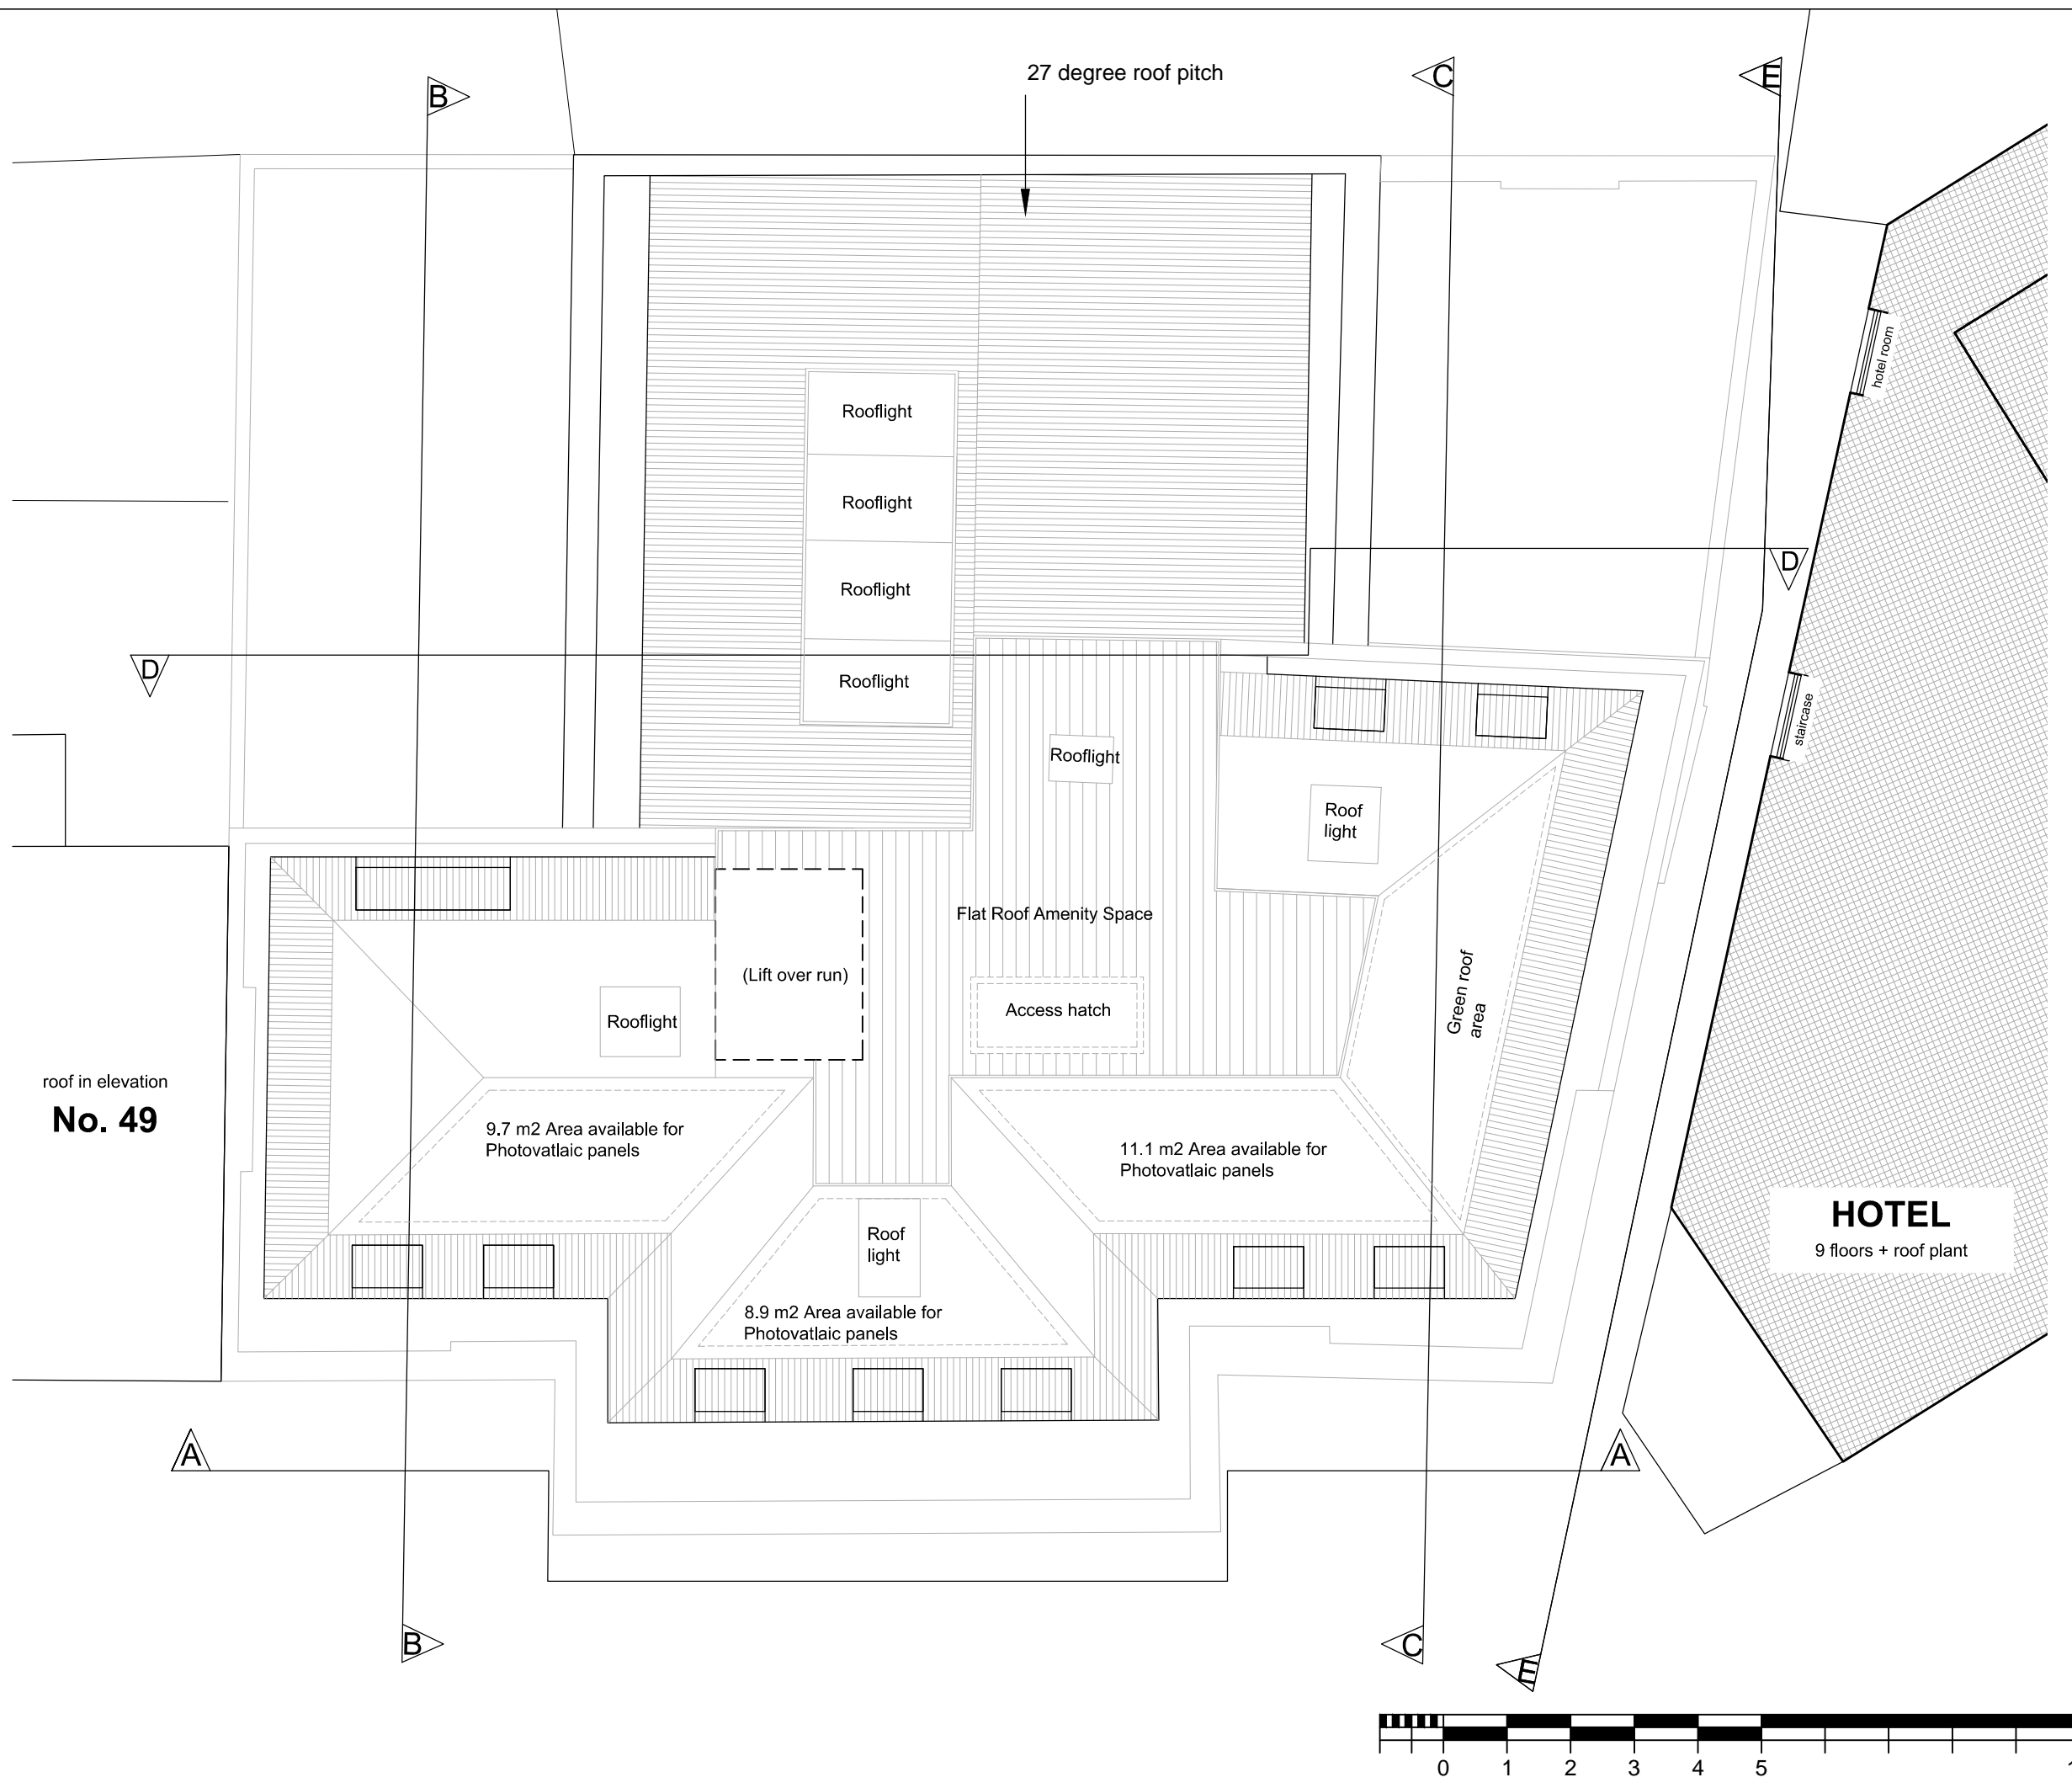 27 degree roof pitch
B
C
E
hotel room
Rooflight
Rooflight
D
Rooflight
D
Rooflight
staircase
Rooflight
Roof
light
Flat Roof Amenity Space
(Lift over run)
Access hatch
Green roof
area
Rooflight
roof in elevation
No. 49
9.7 m2 Area available for
Photovatlaic panels
11.1 m2 Area available for
Photovatlaic panels
HOTEL
9 floors + roof plant
Roof
light
8.9 m2 Area available for
Photovatlaic panels
A
A
B
C
E
0 1 2 3 4 5